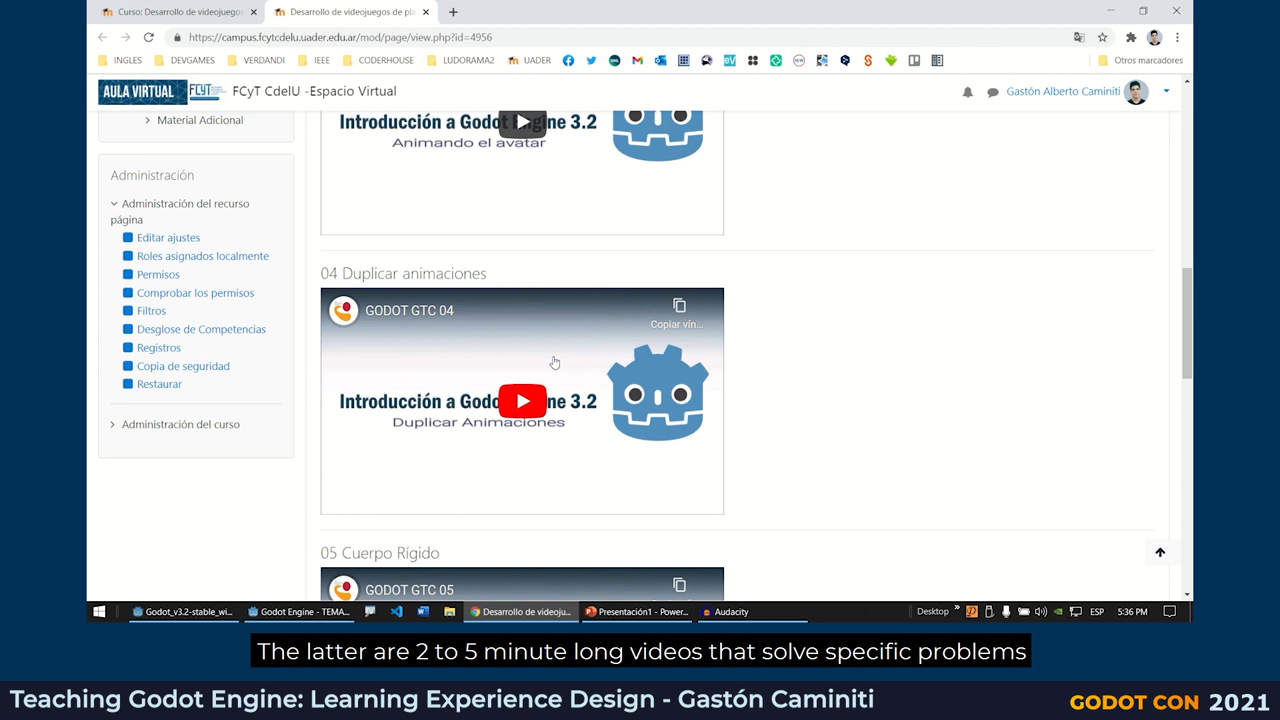 Curso: Desarrollo de videojuegos
Desarrollo de videojuegos de pla
https://campus.fcytcdelu.uader.edu.ar/mod/page/view.php?id=4956
INGLES
DEVGAMES
VERDANDI
IEEE
CODERHOUSE
LUDORAMA2
UADER
Otros marcadores
AULA VIRTUAL
FCyT
FCyT CdelU -Espacio Virtual
Gastón Alberto Caminiti
Material Adicional
Administración
Administración del recurso
página
Editar ajustes
Roles asignados localmente
Permisos
Comprobar los permisos
Filtros
Desglose de Competencias
Registros
Copia de seguridad
Restaurar
Administración del curso
Introducción a Godot Engine 3.2
Animando el avatar
04 Duplicar animaciones
GODOT GTC 04
Copiar vín...
Introducción a Godot Engine 3.2
Duplicar Animaciones
05 Cuerpo Rígido
GODOT GTC 05
Godot_v3.2-stable_wi...
Godot Engine - TEMA...
Desarrollo de videoju...
Presentación1 - Power...
Audacity
Desktop
ESP
5:36 PM
The latter are 2 to 5 minute long videos that solve specific problems
Teaching Godot Engine: Learning Experience Design - Gastón Caminiti
GODOT CON 2021